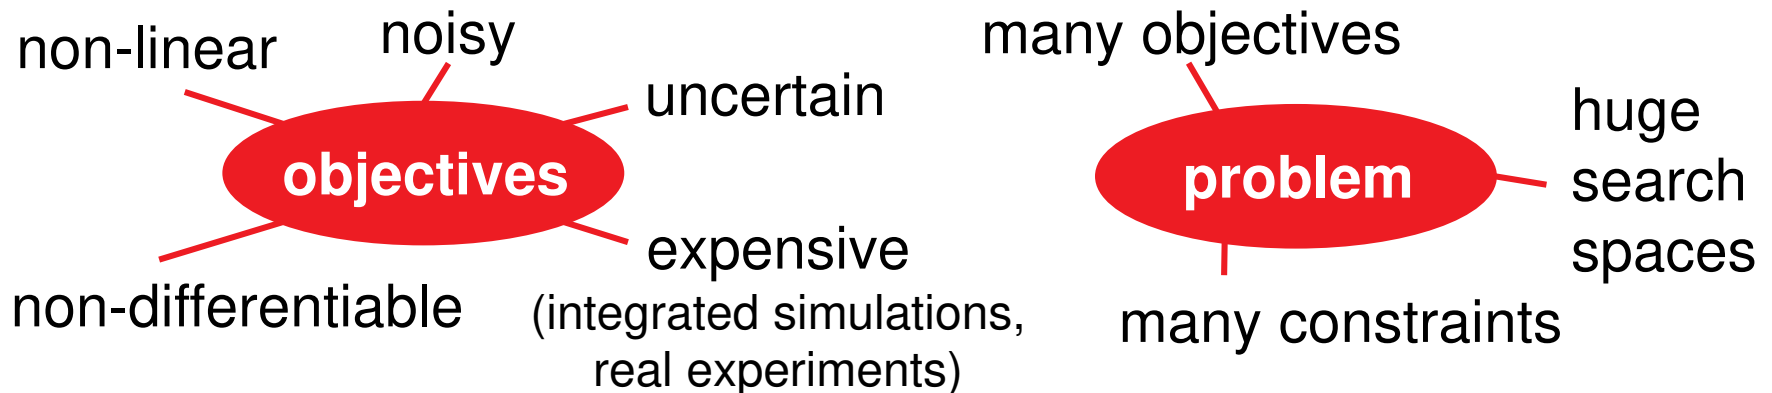 non-linear
noisy
uncertain
objectives
non-differentiable
expensive
(integrated simulations,
real experiments)
many objectives
problem
huge
search
spaces
many constraints